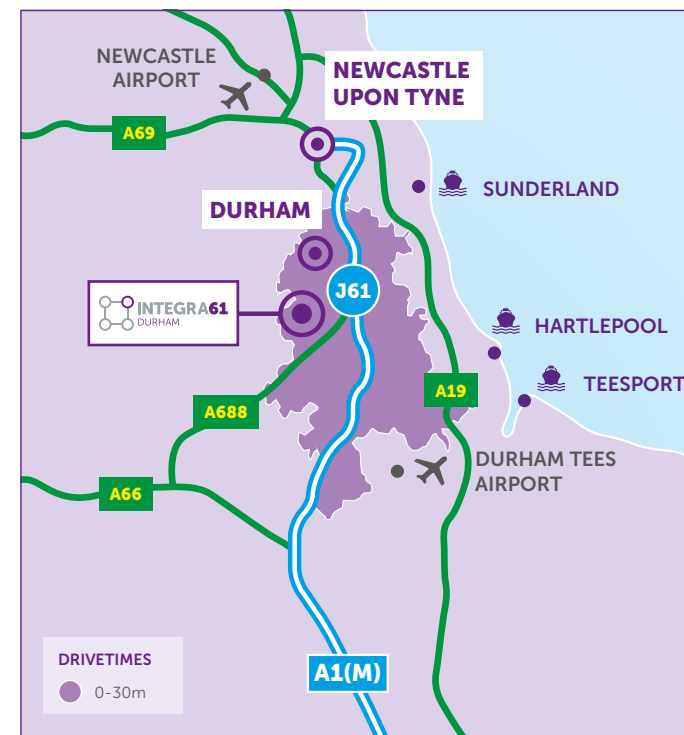 NEWCASTLE
AIRPORT
NEWCASTLE
UPON TYNE
A69
SUNDERLAND
DURHAM
J61
INTEGRA61
DURHAM
HARTLEPOOL
TEESPORT
A19
A688
DURHAM TEES
AIRPORT
A66
DRIVETIMES
0-30m
A1(M)